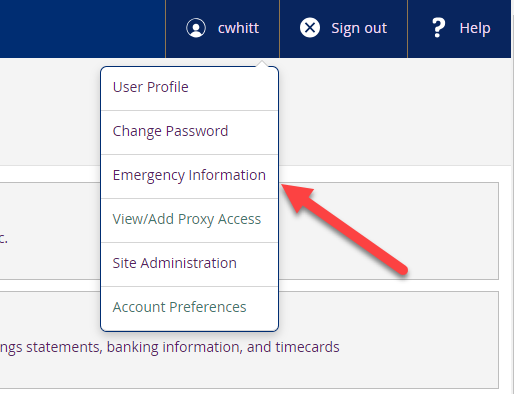 cwhitt
Sign out
Help
User Profile
Change Password
Emergency Information
View/Add Proxy Access
c.
Site Administration
Account Preferences
ngs statements, banking information, and timecards